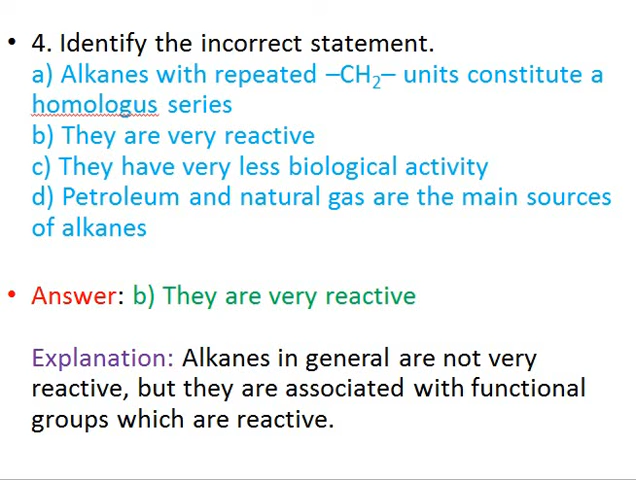 • 4. Identify the incorrect statement.
a) Alkanes with repeated –CH₂– units constitute a
homologus series
b) They are very reactive
c) They have very less biological activity
d) Petroleum and natural gas are the main sources
of alkanes
• Answer: b) They are very reactive
Explanation: Alkanes in general are not very
reactive, but they are associated with functional
groups which are reactive.